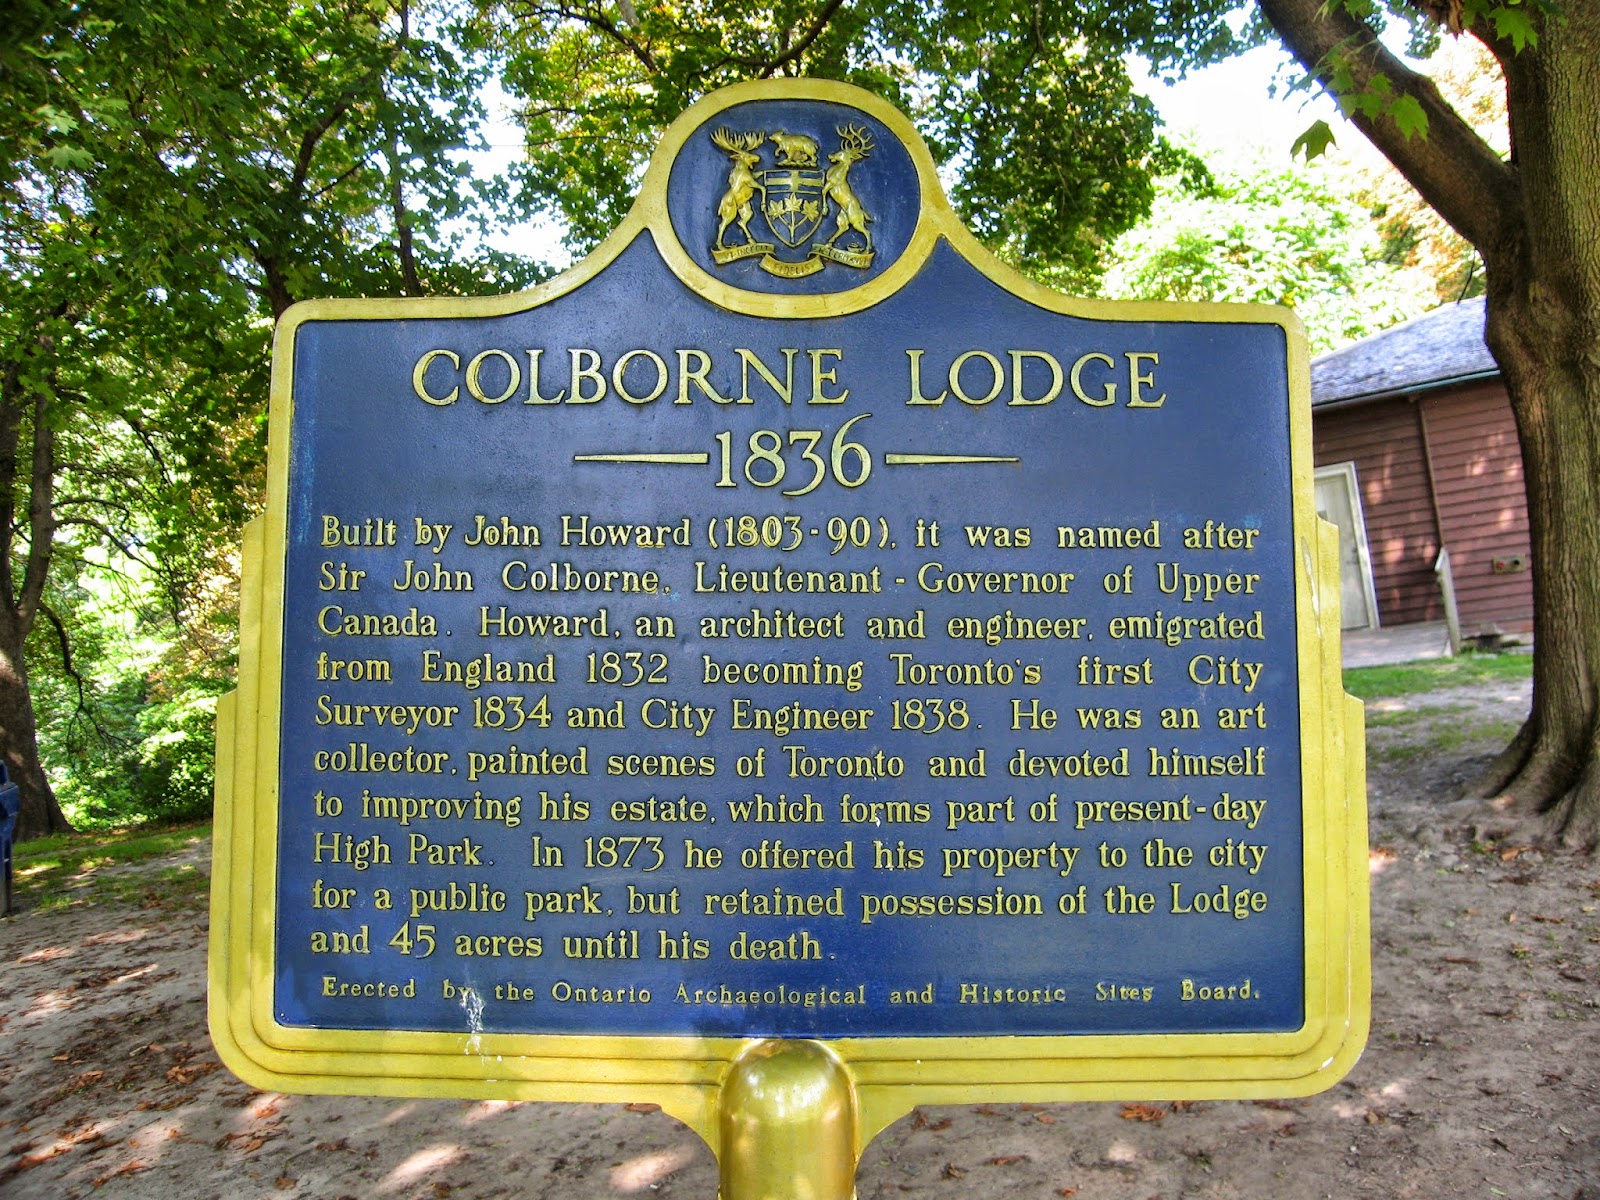 COLBORNE LODGE
1836
Built by John Howard (1803-90), it was named after
Sir John Colborne, Lieutenant-Governor of Upper
Canada. Howard, an architect and engineer, emigrated
from England 1832 becoming Toronto's first City
Surveyor 1834 and City Engineer 1838. He was an art
collector, painted scenes of Toronto and devoted himself
to improving his estate, which forms part of present-day
High Park. In 1873 he offered his property to the city
for a public park, but retained possession of the Lodge
and 45 acres until his death.
Erected by the Ontario Archaeological and Historic Sites Board.